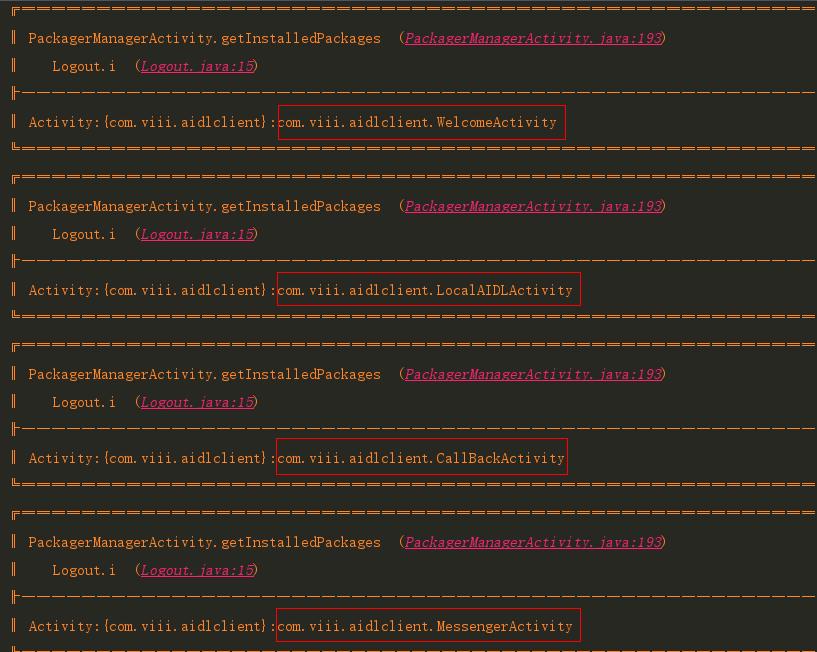 PackagerManagerActivity.getInstalledPackages (PackagerManagerActivity.java:193)
Logout.i (Logout.java:15)
Activity:{com.viii.aidlclient}:com.viii.aidlclient.WelcomeActivity
PackagerManagerActivity.getInstalledPackages (PackagerManagerActivity.java:193)
Logout.i (Logout.java:15)
Activity:{com.viii.aidlclient}:com.viii.aidlclient.LocalAIDLActivity
PackagerManagerActivity.getInstalledPackages (PackagerManagerActivity.java:193)
Logout.i (Logout.java:15)
Activity:{com.viii.aidlclient}:com.viii.aidlclient.CallBackActivity
PackagerManagerActivity.getInstalledPackages (PackagerManagerActivity.java:193)
Logout.i (Logout.java:15)
Activity:{com.viii.aidlclient}:com.viii.aidlclient.MessengerActivity